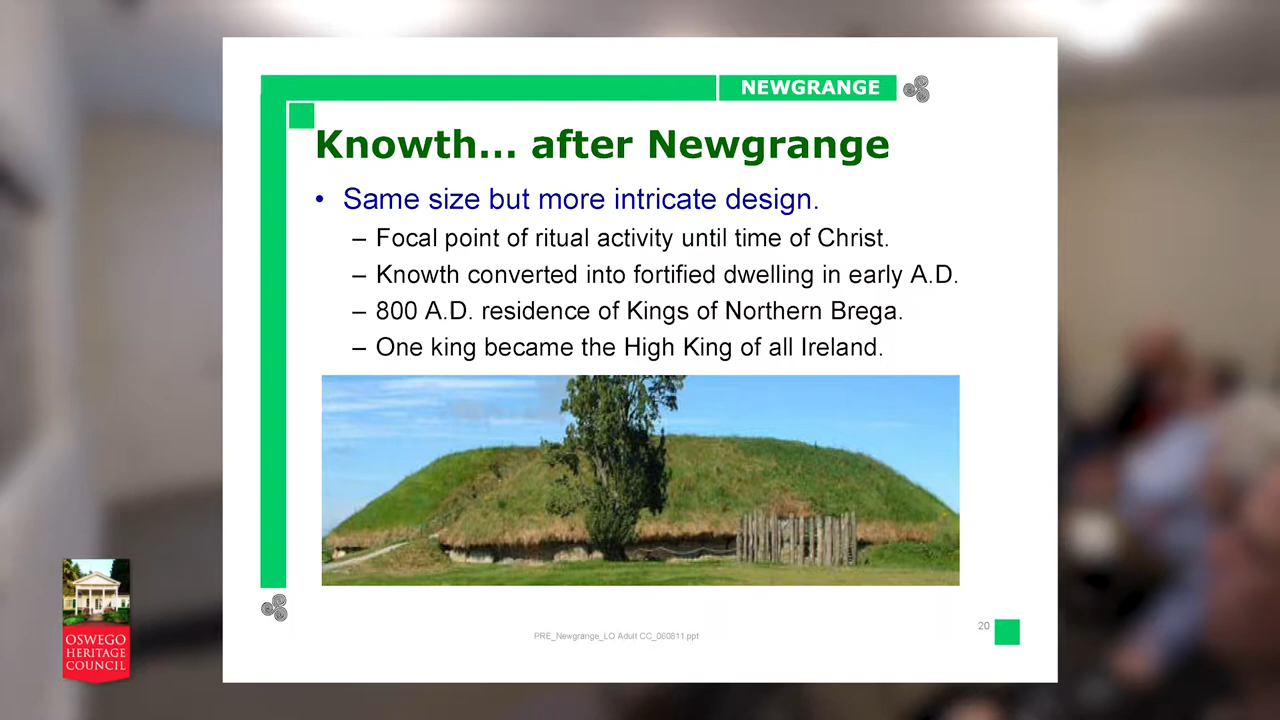 NEWGRANGE
Knowth... after Newgrange
• Same size but more intricate design.
– Focal point of ritual activity until time of Christ.
– Knowth converted into fortified dwelling in early A.D.
– 800 A.D. residence of Kings of Northern Brega.
– One king became the High King of all Ireland.
OSWEGO
HERITAGE
COUNCIL
PRE_Newgrange_LO Adult CC_060811.ppt
20